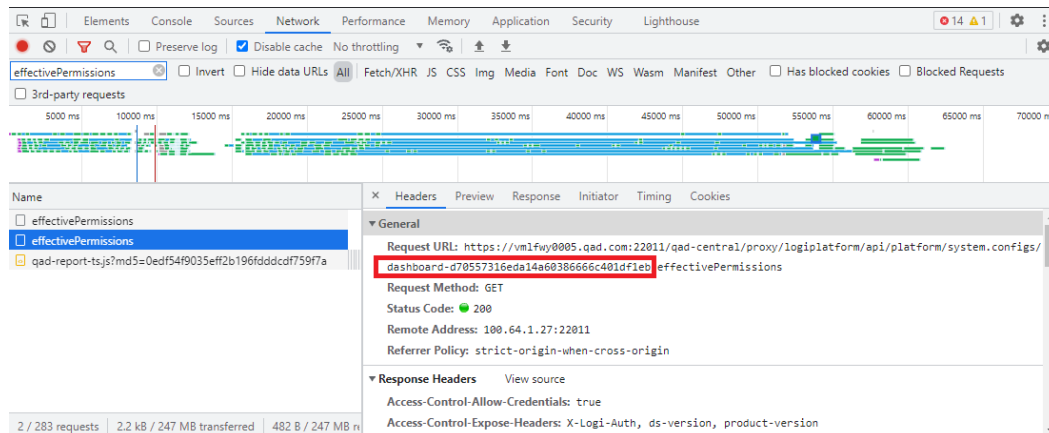 Elements Console Sources Network Performance Memory Application Security Lighthouse 14 1
Preserve log Disable cache No throttling
effectivePermissions Invert Hide data URLs All Fetch/XHR JS CSS Img Media Font Doc WS Wasm Manifest Other Has blocked cookies Blocked Requests
3rd-party requests
5000 ms 10000 ms 15000 ms 20000 ms 25000 ms 30000 ms 35000 ms 40000 ms 45000 ms 50000 ms 55000 ms 60000 ms 65000 ms 70000 m
Name
effectivePermissions
effectivePermissions
qad-report-ts.js?md5=0edf54f9035eff2b196fdddcdf759f7a
2 / 283 requests 2.2 kB / 247 MB transferred 482 B / 247 MB r
× Headers Preview Response Initiator Timing Cookies
General
Request URL: https://vmlfwy0005.qad.com:22011/qad-central/proxy/logiplatform/api/platform/system.configs/
dashboard-d70557316eda14a60386666c401df1eb/effectivePermissions
Request Method: GET
Status Code: 200
Remote Address: 100.64.1.27:22011
Referrer Policy: strict-origin-when-cross-origin
Response Headers View source
Access-Control-Allow-Credentials: true
Access-Control-Expose-Headers: X-Logi-Auth, ds-version, product-version